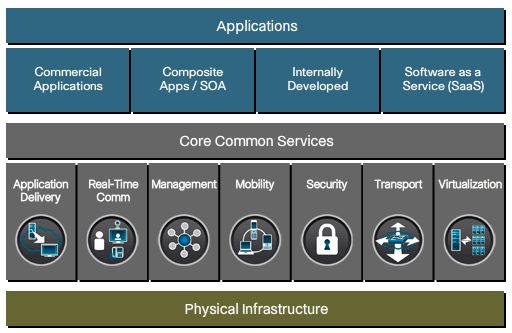 Applications
Commercial
Applications
Composite
Apps / SOA
Internally
Developed
Software as a
Service (SaaS)
Core Common Services
Application
Delivery
Real-Time
Comm
Management
Mobility
Security
Transport
Virtualization
Physical Infrastructure